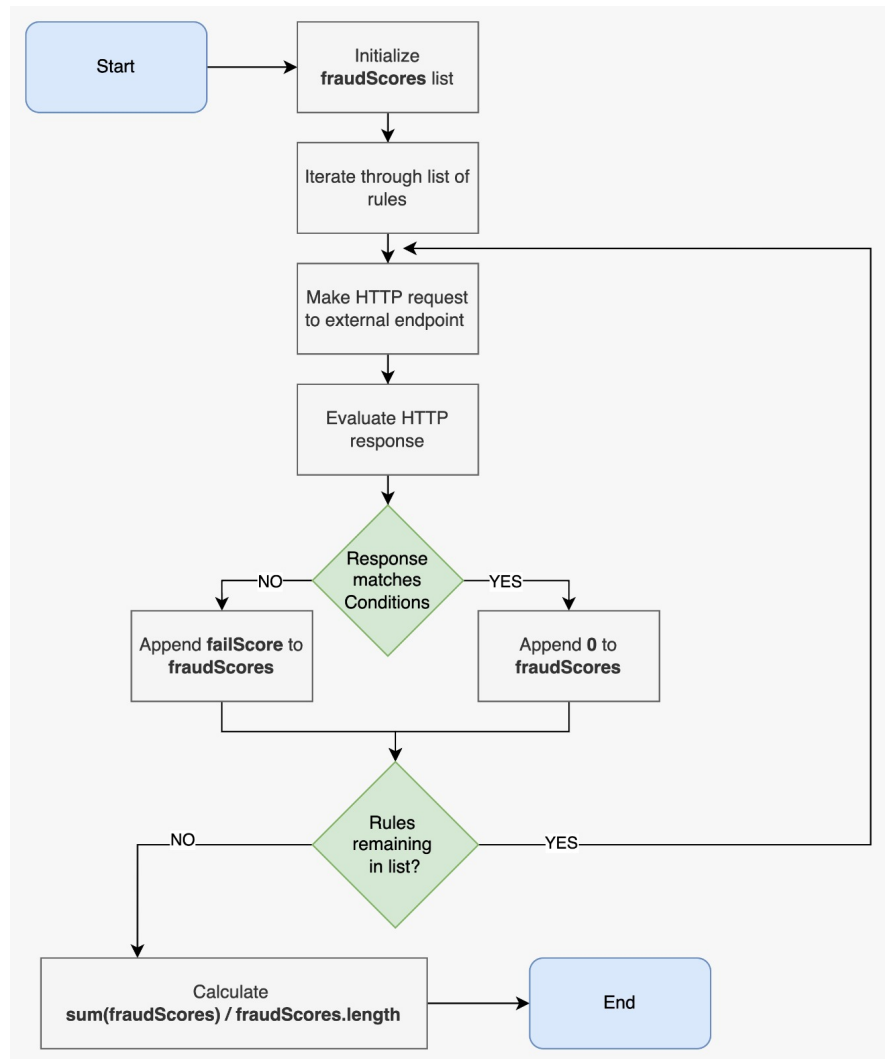 Start
Initialize
fraudScores list
Iterate through list of
rules
Make HTTP request
to external endpoint
Evaluate HTTP
response
Response
matches
Conditions
NO
YES
Append failScore to
fraudScores
Append 0 to
fraudScores
Rules
remaining
in list?
NO
YES
Calculate
sum(fraudScores) / fraudScores.length
End